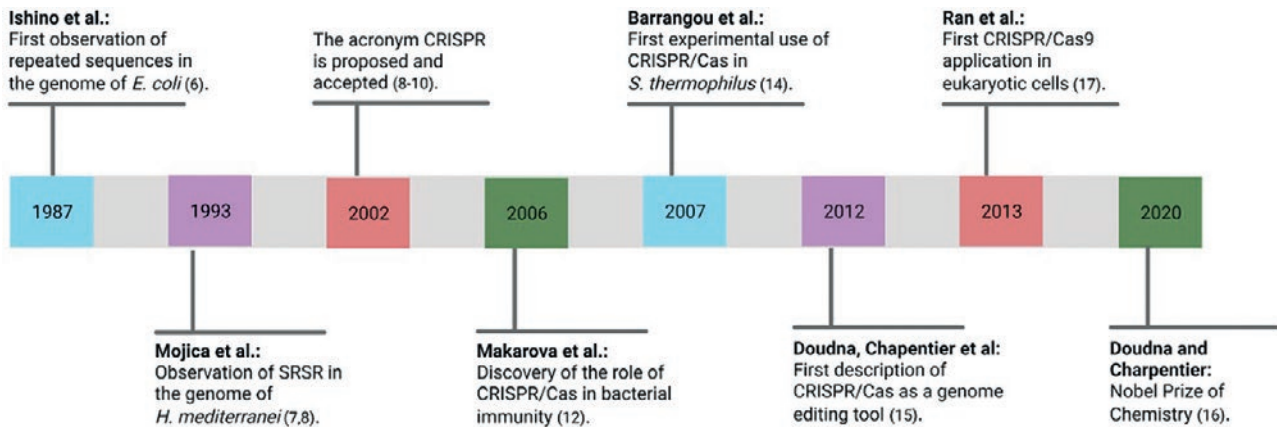 Ishino et al.:
First observation of
repeated sequences in
the genome of E. coli (6).
The acronym CRISPR
is proposed and
accepted (8-10).
Barrangou et al.:
First experimental use of
CRISPR/Cas in
S. thermophilus (14).
Ran et al.:
First CRISPR/Cas9
application in
eukaryotic cells (17).
1987
1993
2002
2006
2007
2012
2013
2020
Mojica et al.:
Observation of SRSR in
the genome of
H. mediterranei (7,8).
Makarova et al.:
Discovery of the role of
CRISPR/Cas in bacterial
immunity (12).
Doudna, Chapentier et al:
First description of
CRISPR/Cas as a genome
editing tool (15).
Doudna and
Charpentier:
Nobel Prize of
Chemistry (16).